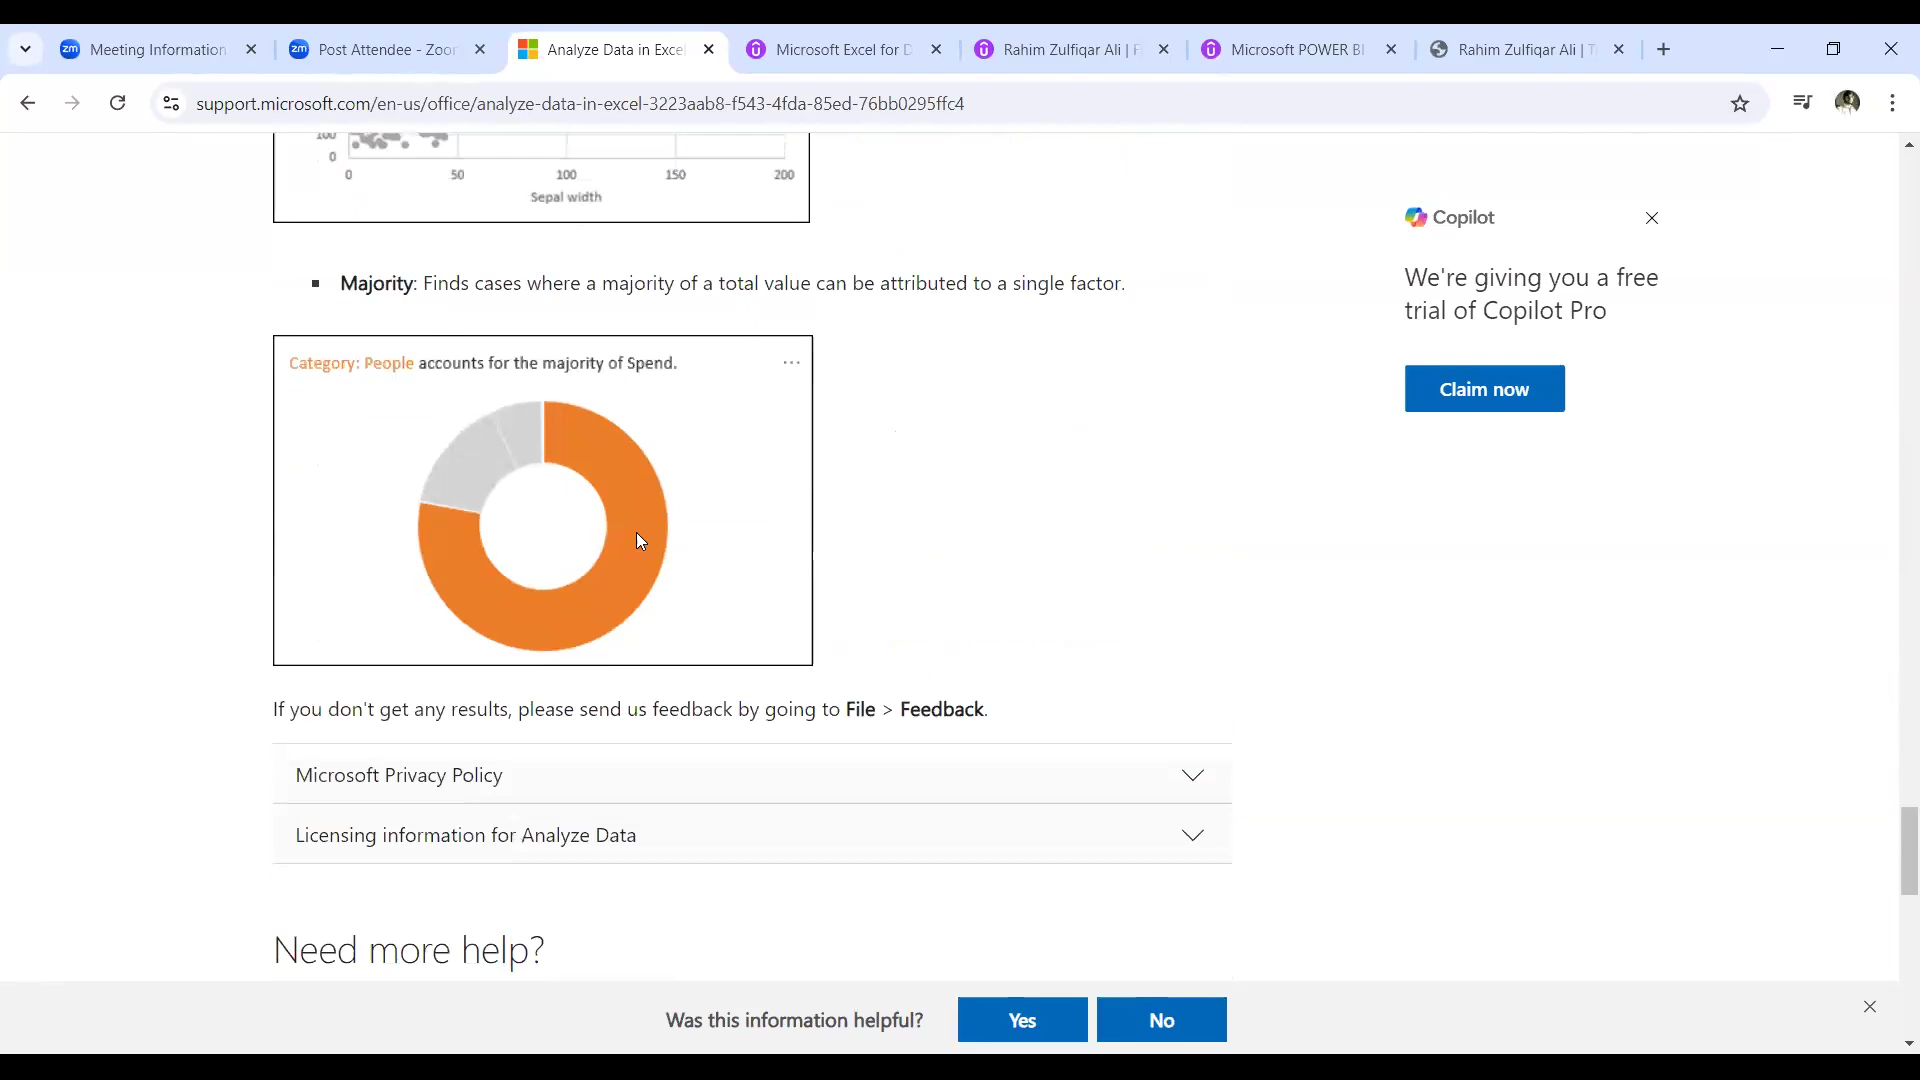 Meeting Information
Post Attendee - Zoo
Analyze Data in Exce
Microsoft Excel for D
Rahim Zulfiqar Ali | F
Microsoft POWER BI
Rahim Zulfiqar Ali | T
support.microsoft.com/en-us/office/analyze-data-in-excel-3223aab8-f543-4fda-85ed-76bb0295ffc4
100
0
0 50 100 150 200
Sepal width
Copilot
We're giving you a free
trial of Copilot Pro
Claim now
▪ Majority: Finds cases where a majority of a total value can be attributed to a single factor.
Category: People accounts for the majority of Spend.
If you don't get any results, please send us feedback by going to File > Feedback.
Microsoft Privacy Policy
Licensing information for Analyze Data
Need more help?
Was this information helpful? Yes No